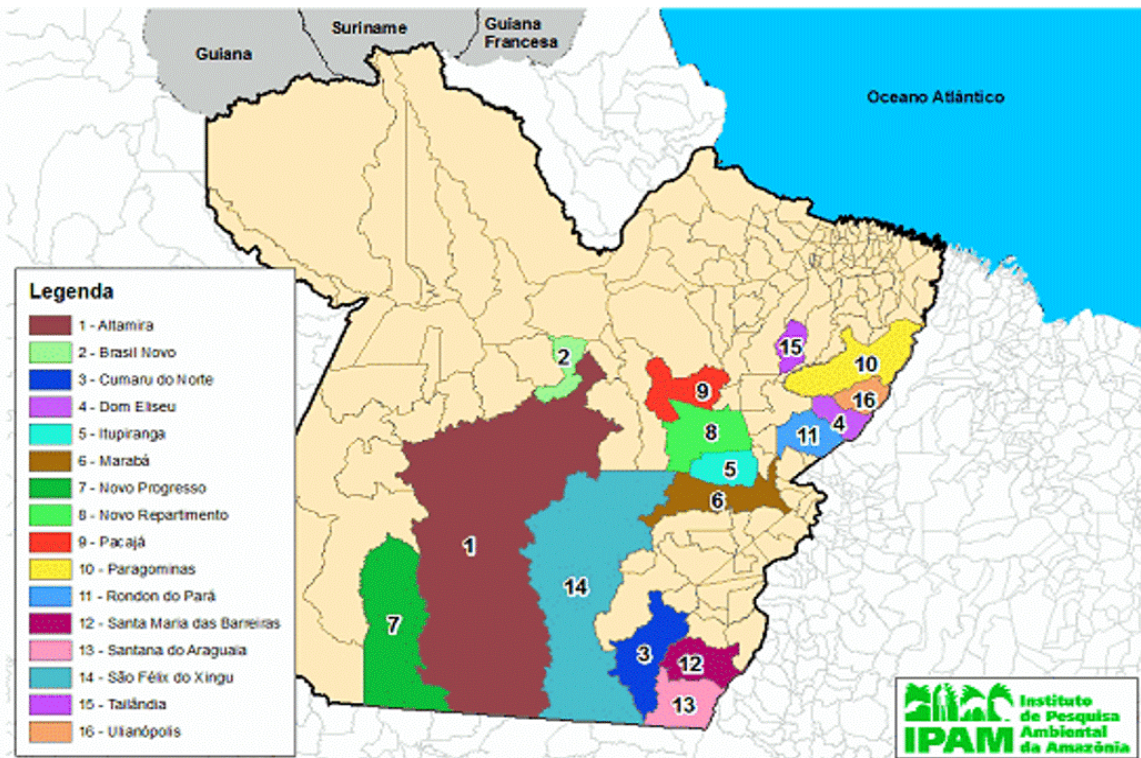 Guiana
Suriname
Guiana
Francesa
Oceano Atlântico
Legenda
1 - Altamira
2 - Brasil Novo
3 - Cumaru do Norte
4 - Dom Eliseu
5 - Itupiranga
6 - Marabá
7 - Novo Progresso
8 - Novo Repartimento
9 - Pacajá
10 - Paragominas
11 - Rondon do Pará
12 - Santa Maria das Barreiras
13 - Santana do Araguaia
14 - São Félix do Xingu
15 - Tailândia
16 - Ulianópolis
2
15
10
9
16
4
8
11
5
6
1
14
7
3
12
13
IPAM
Instituto
de Pesquisa
Ambiental
da Amazônia